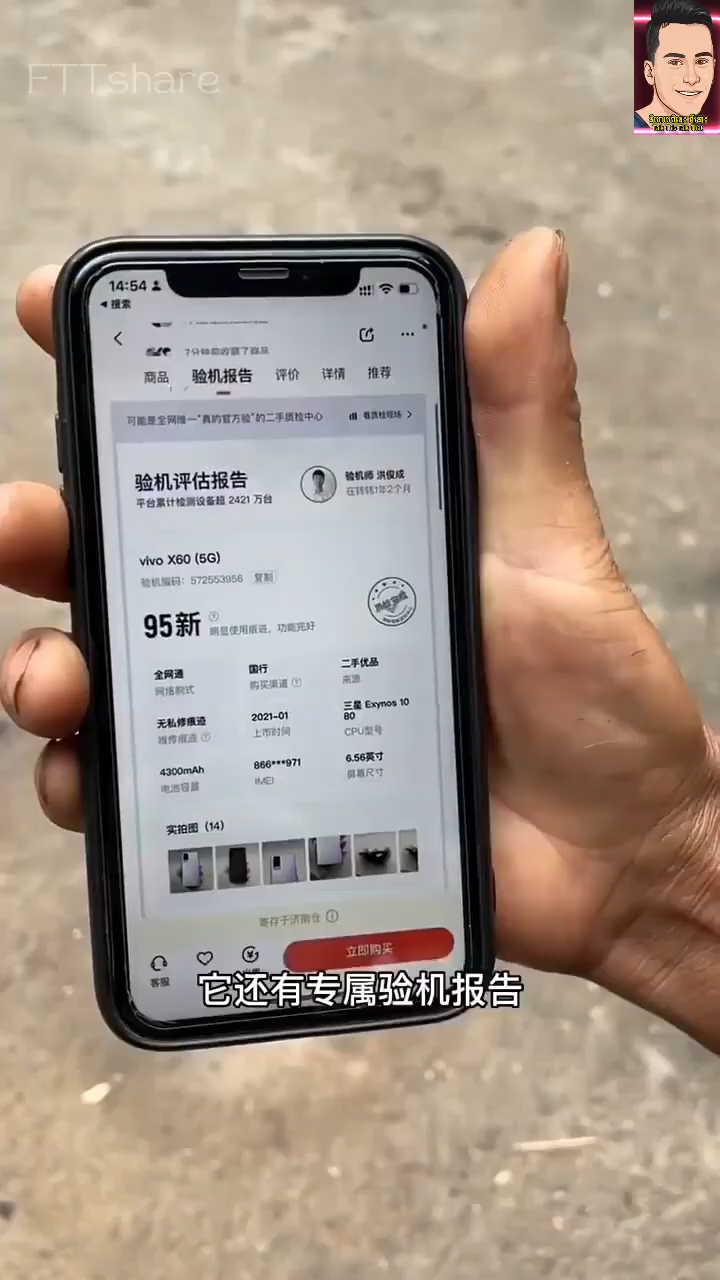 FTTshare
14:54
搜索
7分钟前收藏了商品
商品 验机报告 评价 详情 推荐
可能是全网唯一“真的官方验”的二手质检中心 看质检现场
验机评估报告
平台累计检测设备超 2421 万台
验机师 洪俊成
在转转1年2个月
vivo X60 (5G)
验机编码：572553956 复制
95新 明显使用痕迹，功能完好
全网通 国行 二手优品
网络制式 购买渠道 来源
无私修痕迹 2021-01 三星 Exynos 1080
维修痕迹 上市时间 CPU型号
4300mAh 866***971 6.56英寸
电池容量 IMEI 屏幕尺寸
实拍图（14）
寄存于济南仓
客服
立即购买
它还有专属验机报告